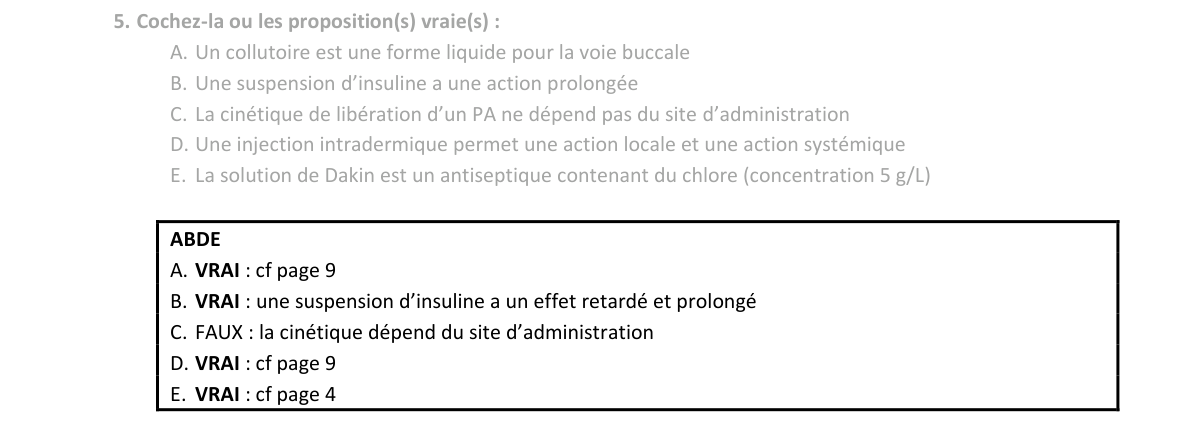 5. Cochez-la ou les proposition(s) vraie(s) :
A. Un collutoire est une forme liquide pour la voie buccale
B. Une suspension d’insuline a une action prolongée
C. La cinétique de libération d’un PA ne dépend pas du site d’administration
D. Une injection intradermique permet une action locale et une action systémique
E. La solution de Dakin est un antiseptique contenant du chlore (concentration 5 g/L)
ABDE
A. VRAI : cf page 9
B. VRAI : une suspension d’insuline a un effet retardé et prolongé
C. FAUX : la cinétique dépend du site d’administration
D. VRAI : cf page 9
E. VRAI : cf page 4